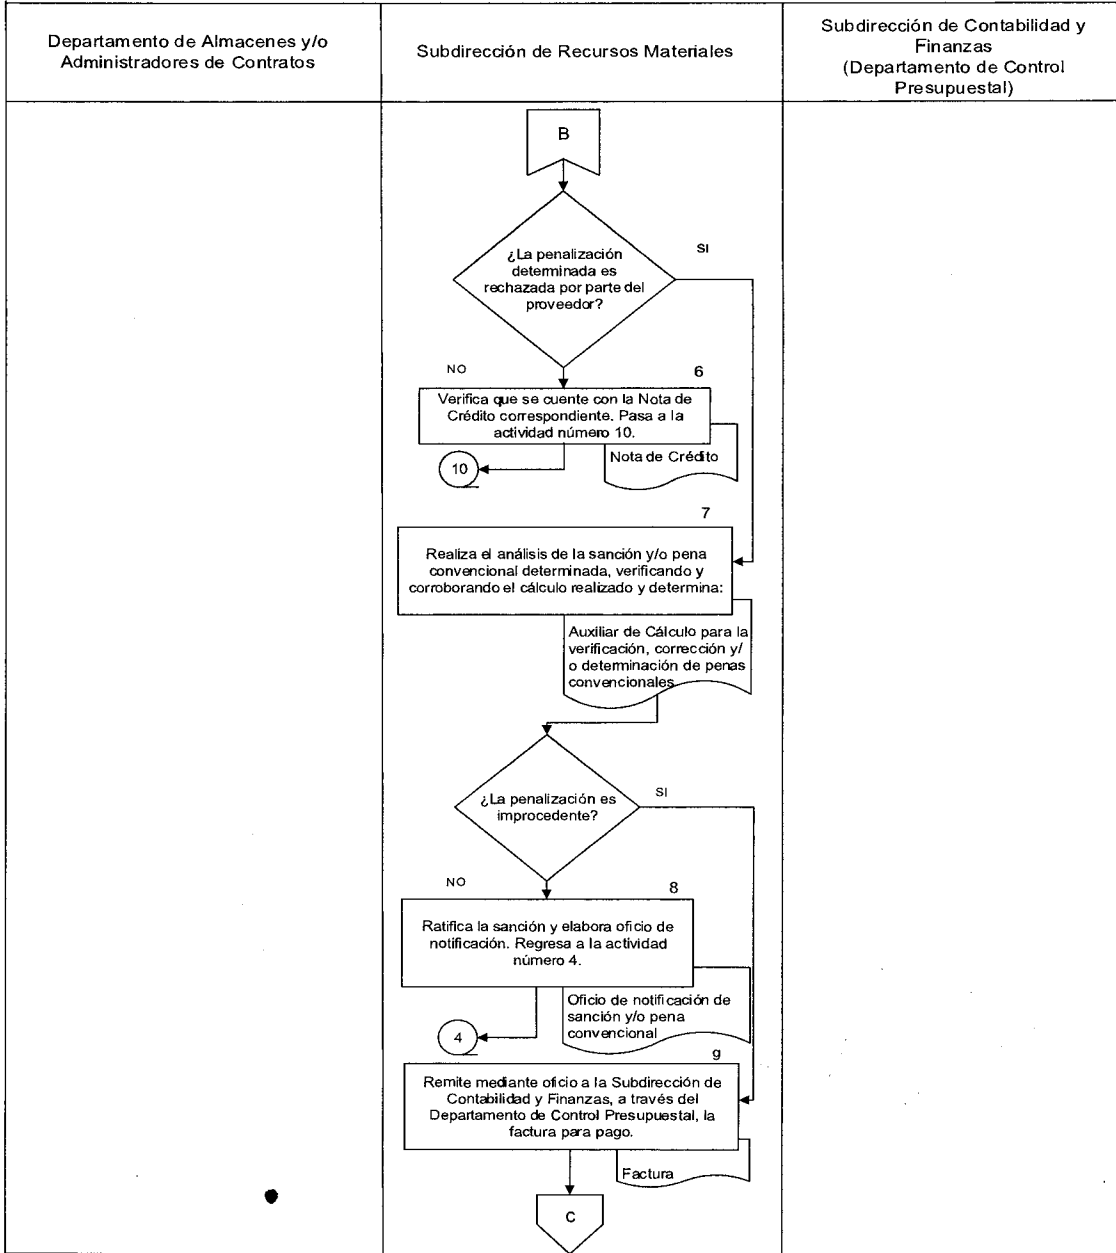 Departamento de Almacenes y/o
Administradores de Contratos
Subdirección de Recursos Materiales
Subdirección de Contabilidad y
Finanzas
(Departamento de Control
Presupuestal)
B
¿La penalización
determinada es
rechazada por parte del
proveedor?
SI
NO
6
Verifica que se cuente con la Nota de
Crédito correspondiente. Pasa a la
actividad número 10.
Nota de Crédito
10
7
Realiza el análisis de la sanción y/o pena
convencional determinada, verificando y
corroborando el cálculo realizado y determina:
Auxiliar de Cálculo para la
verificación, corrección y/
o determinación de penas
convencionales
¿La penalización es
improcedente?
SI
NO
8
Ratifica la sanción y elabora oficio de
notificación. Regresa a la actividad
número 4.
Oficio de notificación de
sanción y/o pena
convencional
4
9
Remite mediante oficio a la Subdirección de
Contabilidad y Finanzas, a través del
Departamento de Control Presupuestal, la
factura para pago.
Factura
C